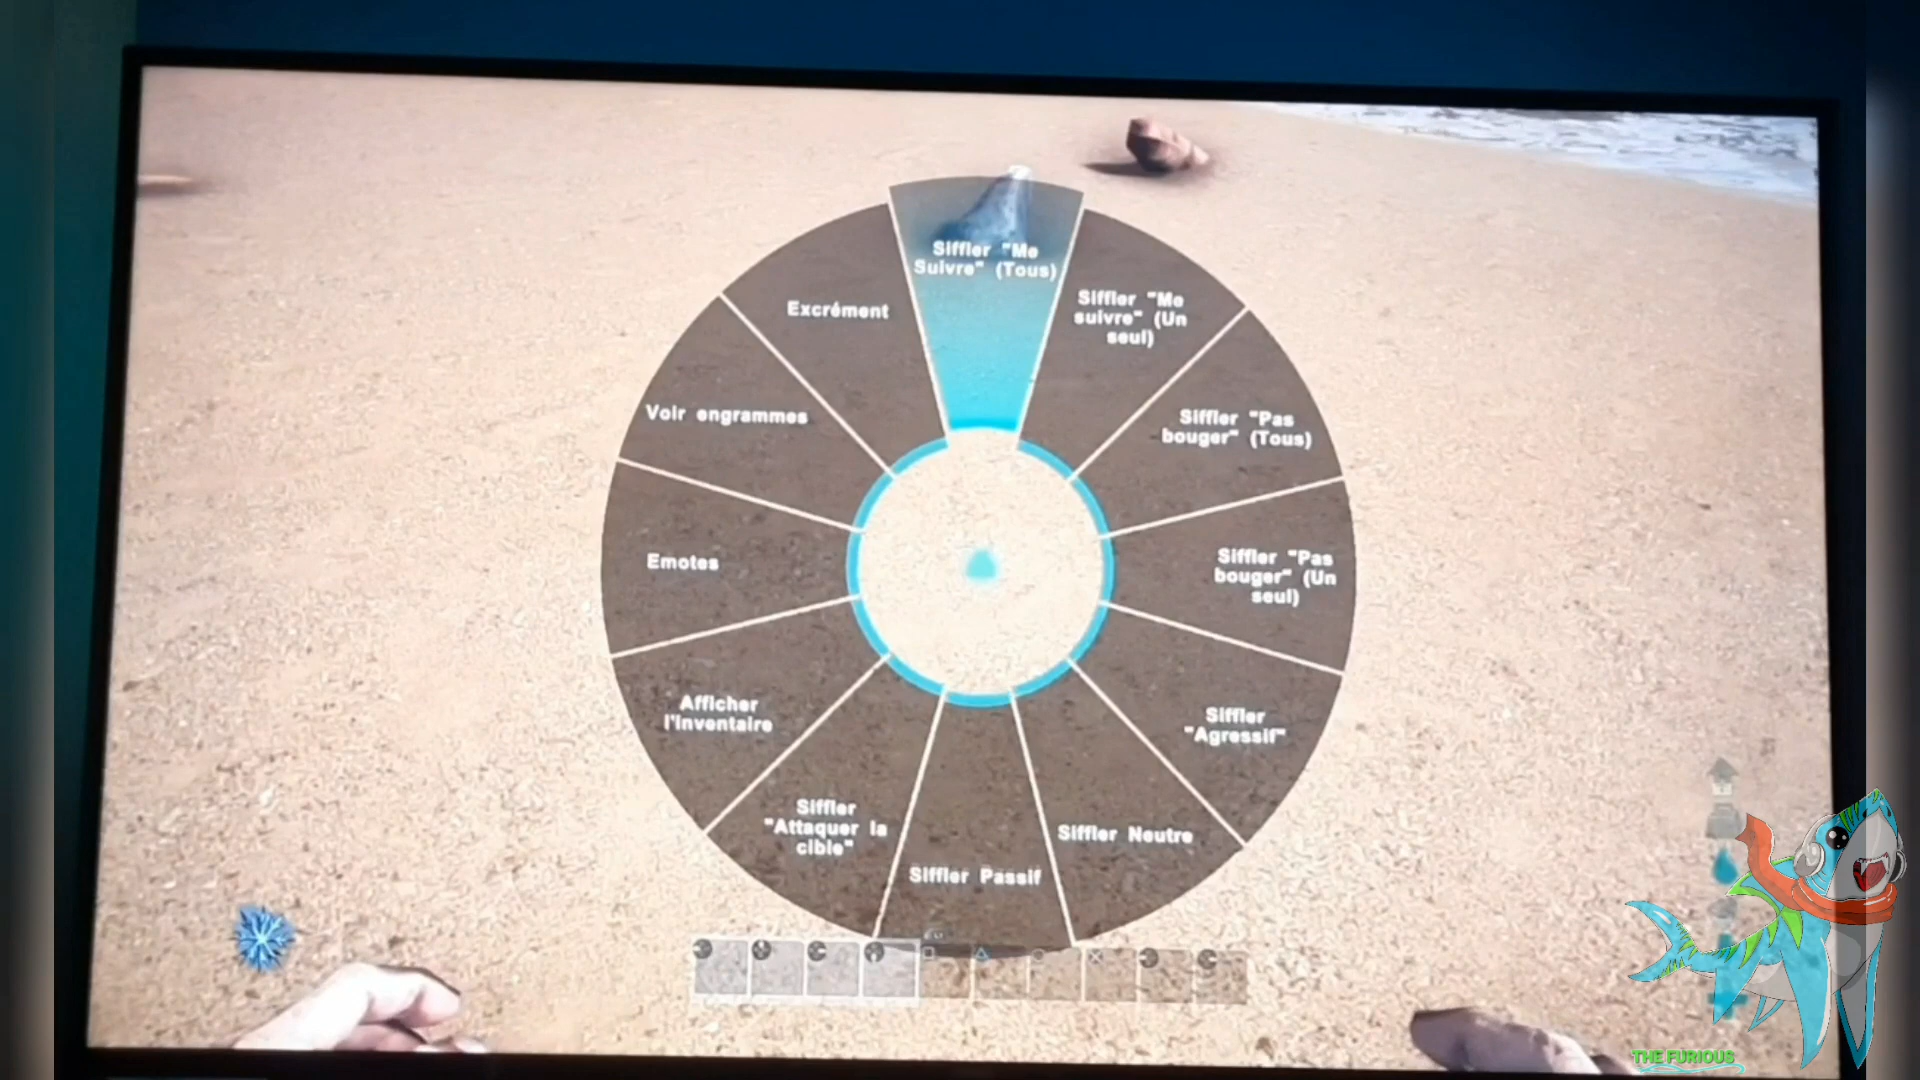 Siffler "Me
Suivre" (Tous)
Siffler "Me
suivre" (Un
seul)
Siffler "Pas
bouger" (Tous)
Siffler "Pas
bouger" (Un
seul)
Siffler
"Agressif"
Siffler Neutre
Siffler Passif
Siffler
"Attaquer la
cible"
Afficher
l'inventaire
Emotes
Voir engrammes
Excrément
THE FURIOUS